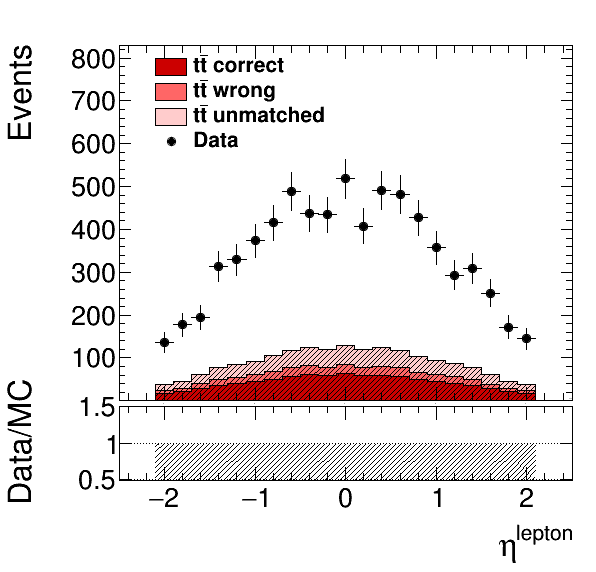 Events
800
700
600
500
400
300
200
100
tt̄ correct
tt̄ wrong
tt̄ unmatched
Data
Data/MC
1.5
1
0.5
−2 −1 0 1 2
η^lepton